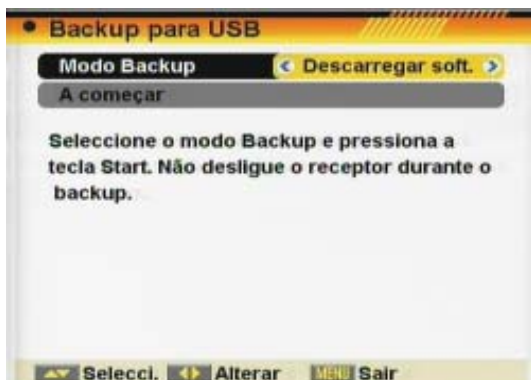 Backup para USB
Modo Backup Descarregar soft.
A começar
Seleccione o modo Backup e pressiona a
tecla Start. Não desligue o receptor durante o
backup.
Selecci. Alterar MENU Sair